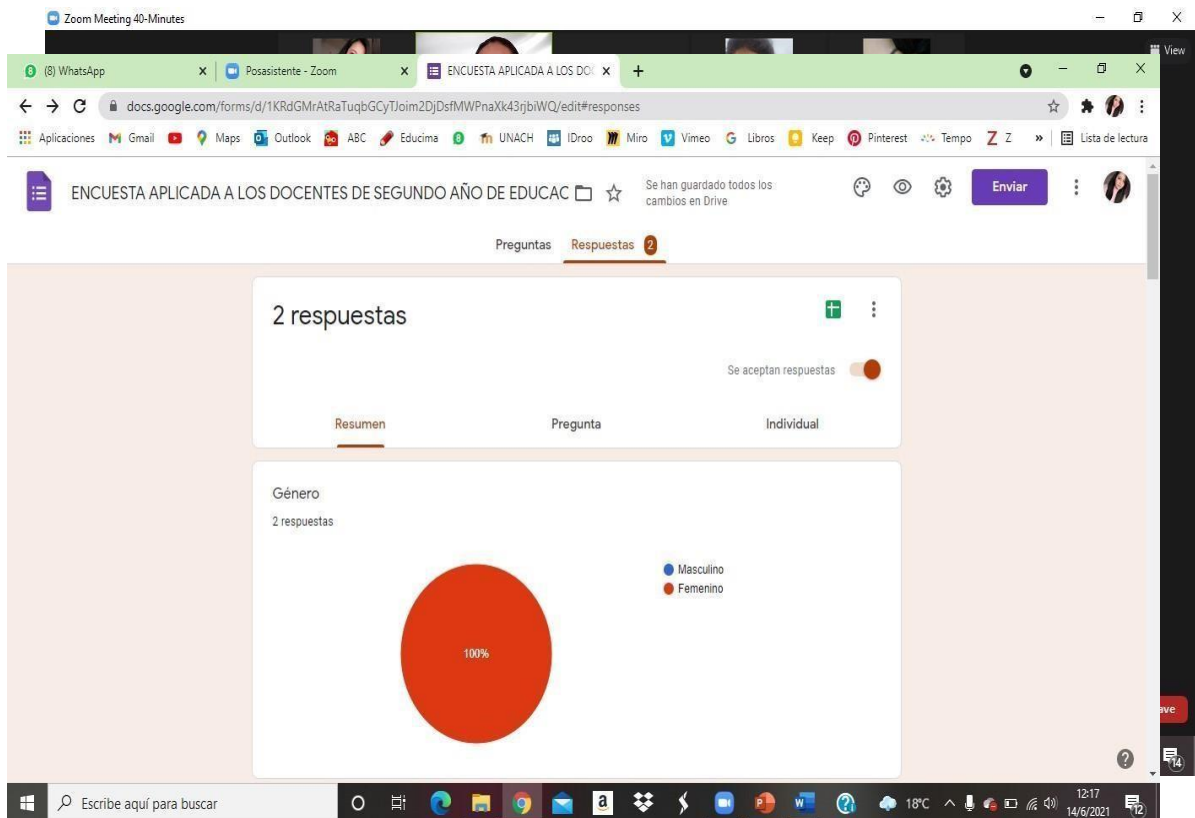 Zoom Meeting 40-Minutes
View
(8) WhatsApp
Posasistente - Zoom
ENCUESTA APLICADA A LOS DO
docs.google.com/forms/d/1KRdGMrAtRaTuqbGCyTJoim2DjDsfMWPnaXk43rjbiWQ/edit#responses
Aplicaciones Gmail Maps Outlook ABC Educima UNACH IDroo Miro Vimeo Libros Keep Pinterest Tempo Z » Lista de lectura
ENCUESTA APLICADA A LOS DOCENTES DE SEGUNDO AÑO DE EDUCAC
Se han guardado todos los
cambios en Drive
Enviar
Preguntas Respuestas 2
2 respuestas
Se aceptan respuestas
Resumen Pregunta Individual
Género
2 respuestas
Masculino
Femenino
100%
ave
14
Escribe aquí para buscar
18°C
12:17
14/6/2021
12